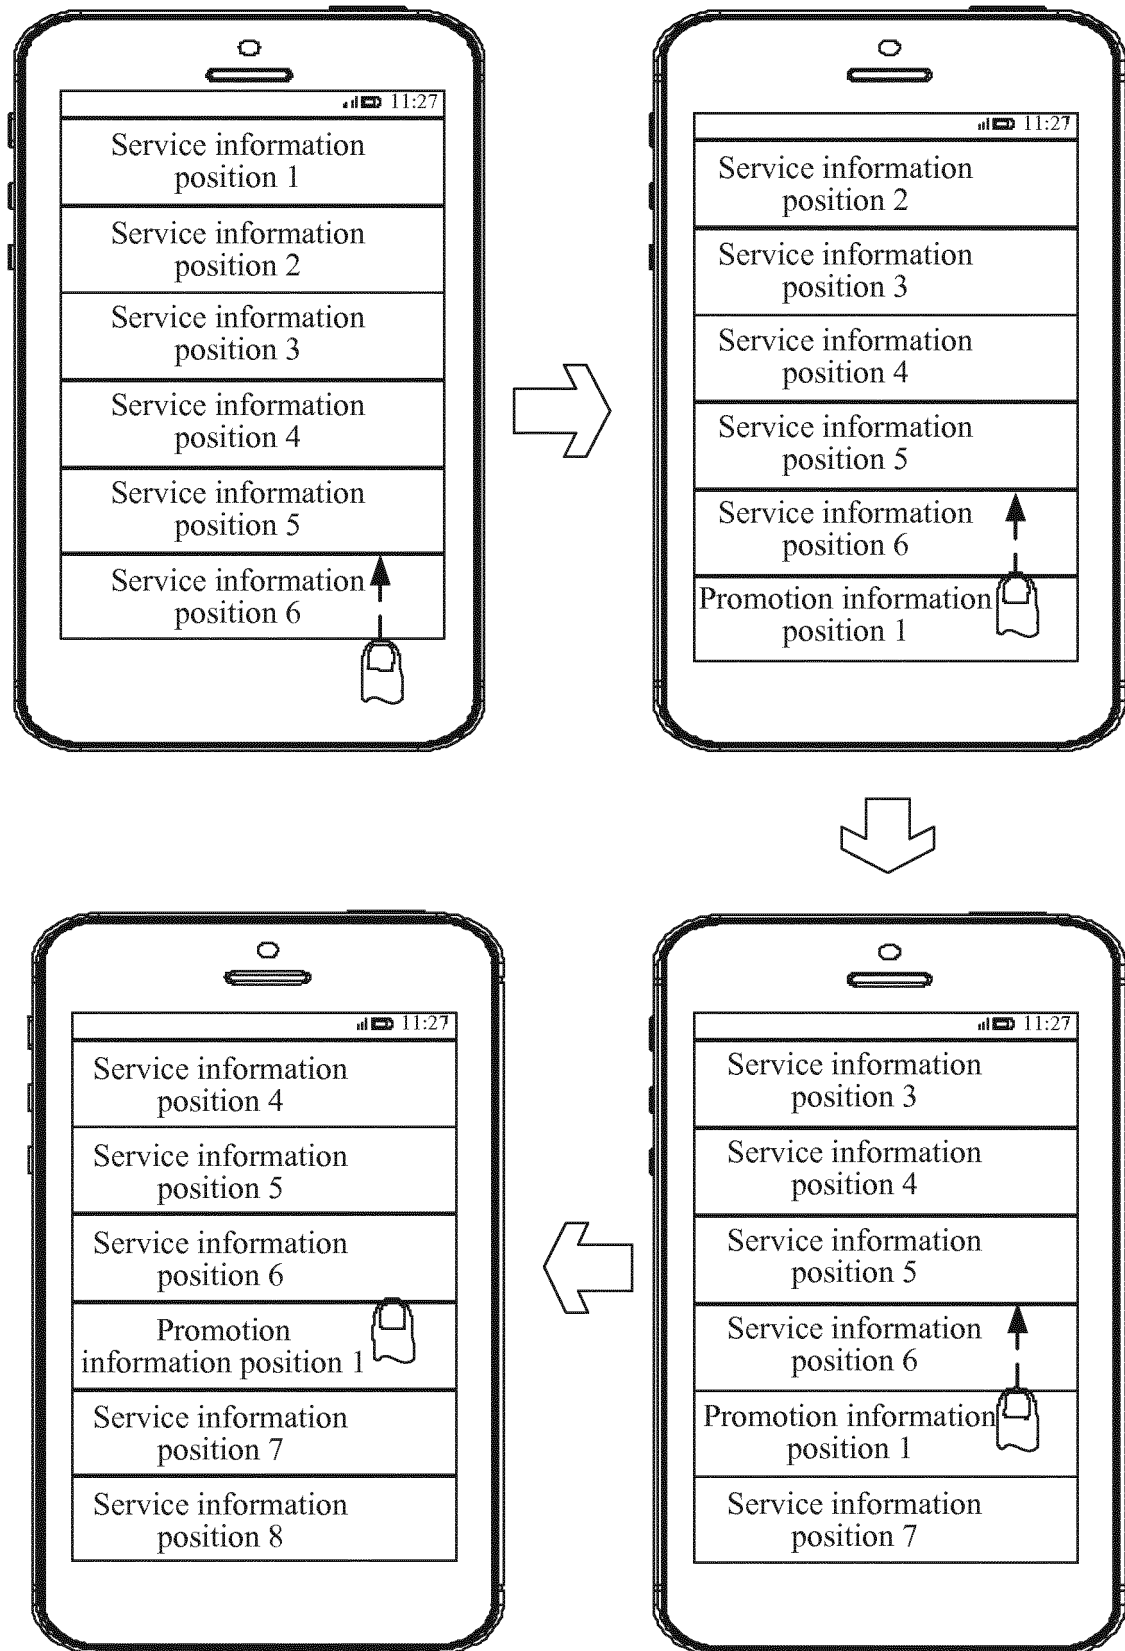 11:27
Service information
position 1
Service information
position 2
Service information
position 3
Service information
position 4
Service information
position 5
Service information
position 6
11:27
Service information
position 2
Service information
position 3
Service information
position 4
Service information
position 5
Service information
position 6
Promotion information
position 1
11:27
Service information
position 3
Service information
position 4
Service information
position 5
Service information
position 6
Promotion information
position 1
Service information
position 7
11:27
Service information
position 4
Service information
position 5
Service information
position 6
Promotion
information position 1
Service information
position 7
Service information
position 8